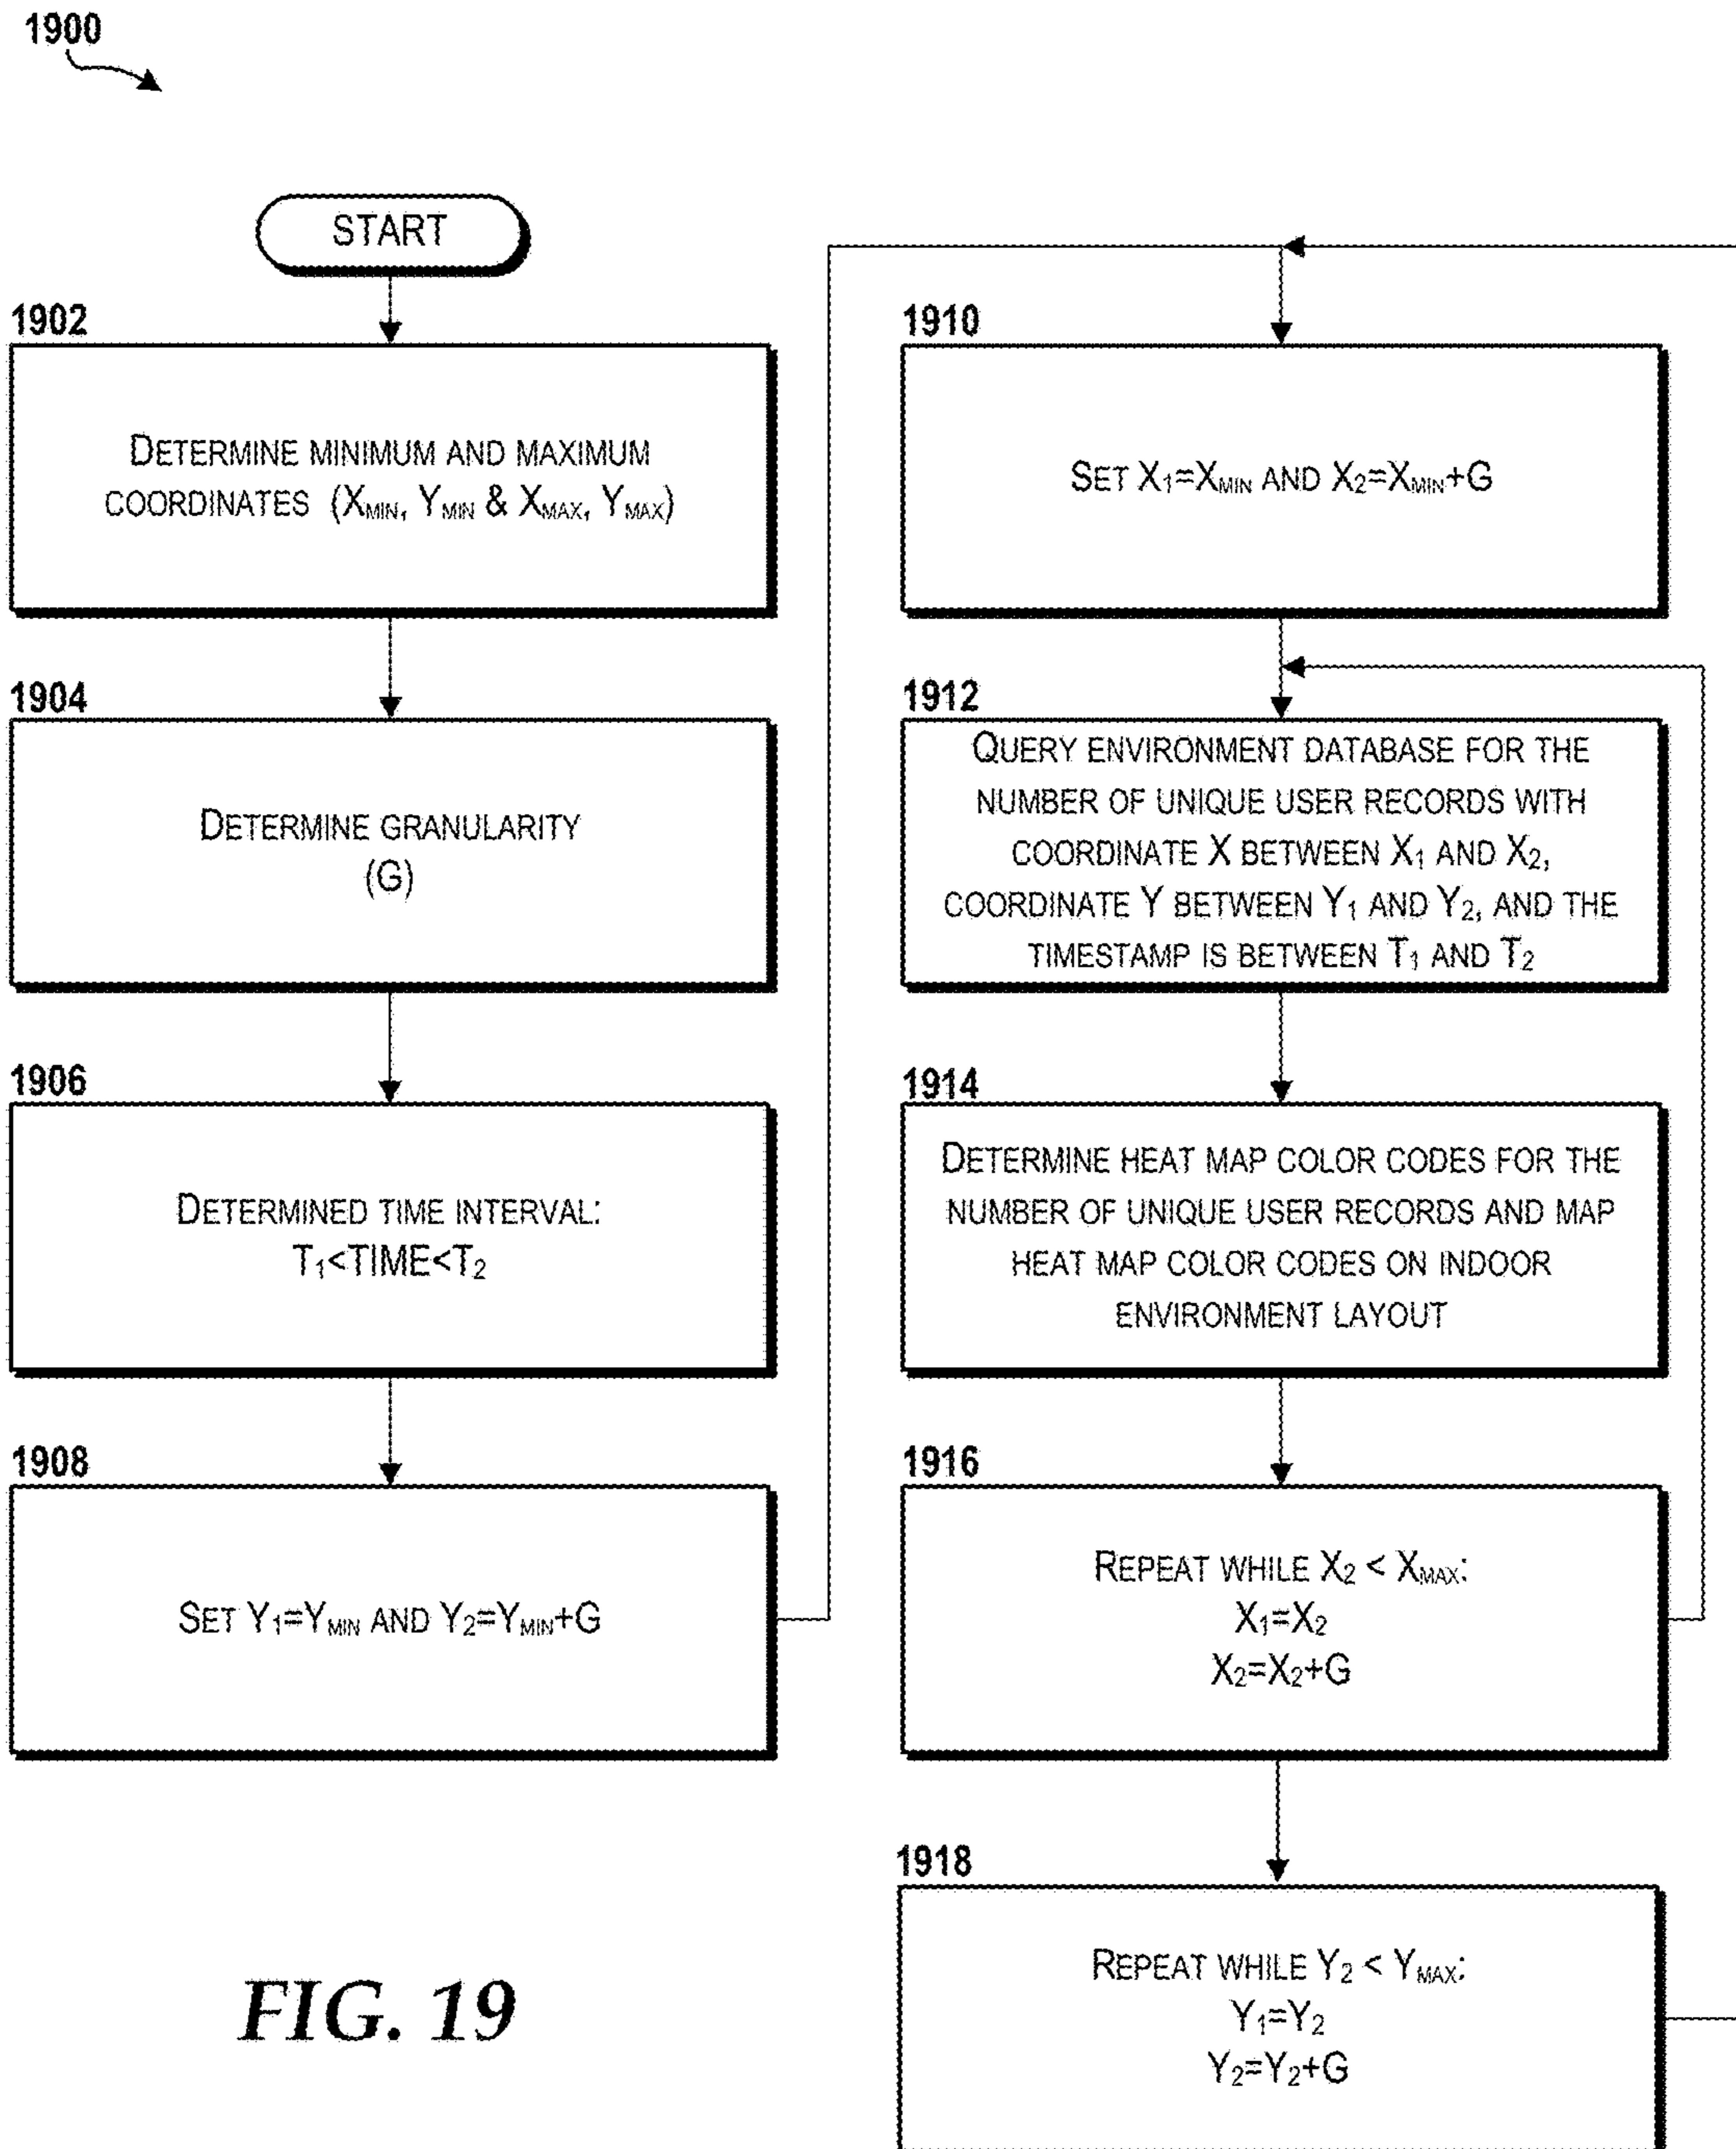 1900
START
1902
DETERMINE MINIMUM AND MAXIMUM
COORDINATES (XMIN, YMIN & XMAX, YMAX)
1904
DETERMINE GRANULARITY
(G)
1906
DETERMINED TIME INTERVAL:
T1<TIME<T2
1908
SET Y1=YMIN AND Y2=YMIN+G
1910
SET X1=XMIN AND X2=XMIN+G
1912
QUERY ENVIRONMENT DATABASE FOR THE
NUMBER OF UNIQUE USER RECORDS WITH
COORDINATE X BETWEEN X1 AND X2,
COORDINATE Y BETWEEN Y1 AND Y2, AND THE
TIMESTAMP IS BETWEEN T1 AND T2
1914
DETERMINE HEAT MAP COLOR CODES FOR THE
NUMBER OF UNIQUE USER RECORDS AND MAP
HEAT MAP COLOR CODES ON INDOOR
ENVIRONMENT LAYOUT
1916
REPEAT WHILE X2 < XMAX:
X1=X2
X2=X2+G
1918
REPEAT WHILE Y2 < YMAX:
Y1=Y2
Y2=Y2+G
FIG. 19